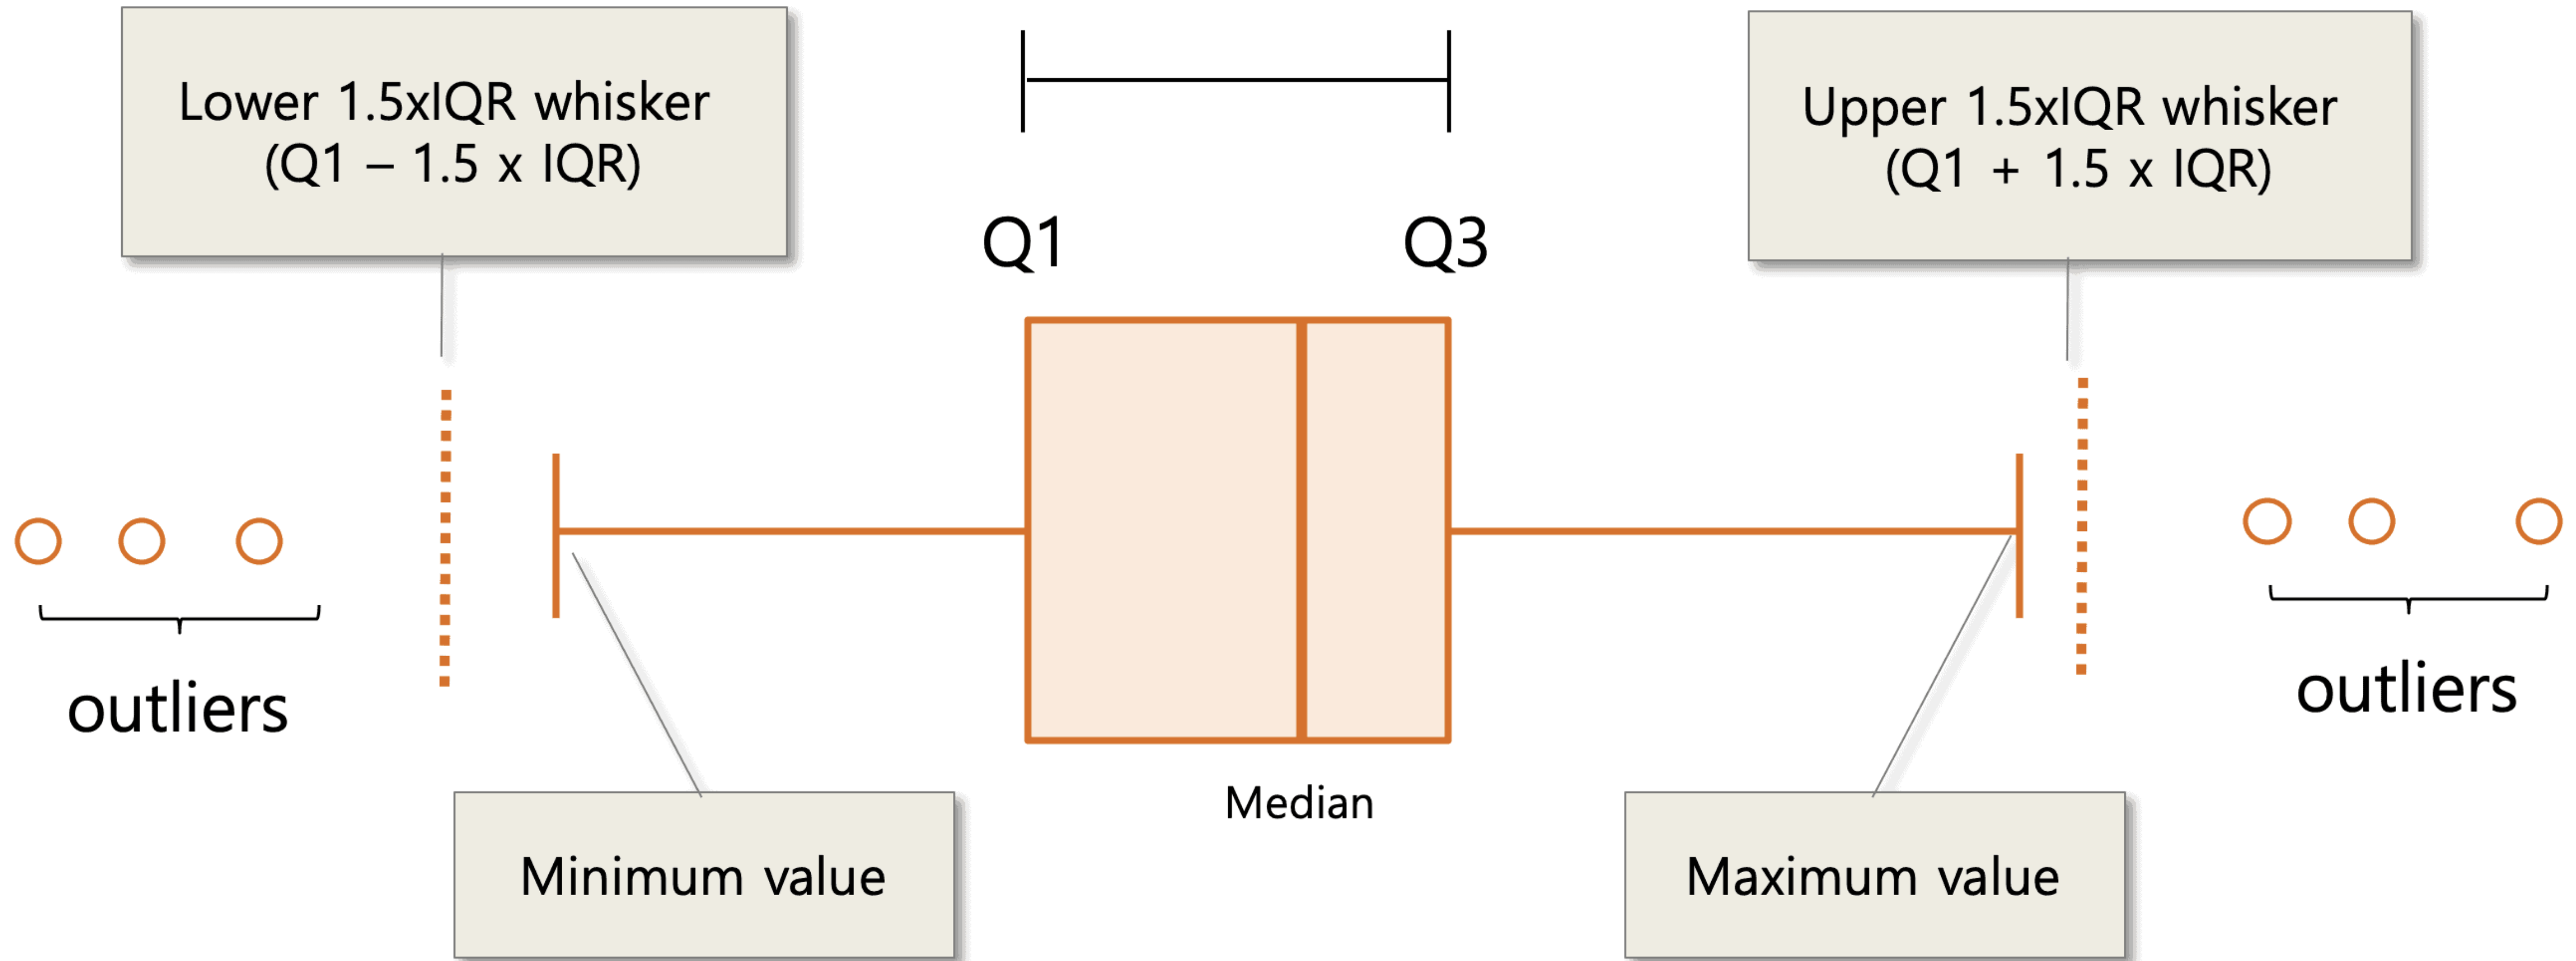 Lower 1.5xIQR whisker
(Q1 – 1.5 x IQR)
Upper 1.5xIQR whisker
(Q1 + 1.5 x IQR)
Q1
Q3
outliers
outliers
Median
Minimum value
Maximum value